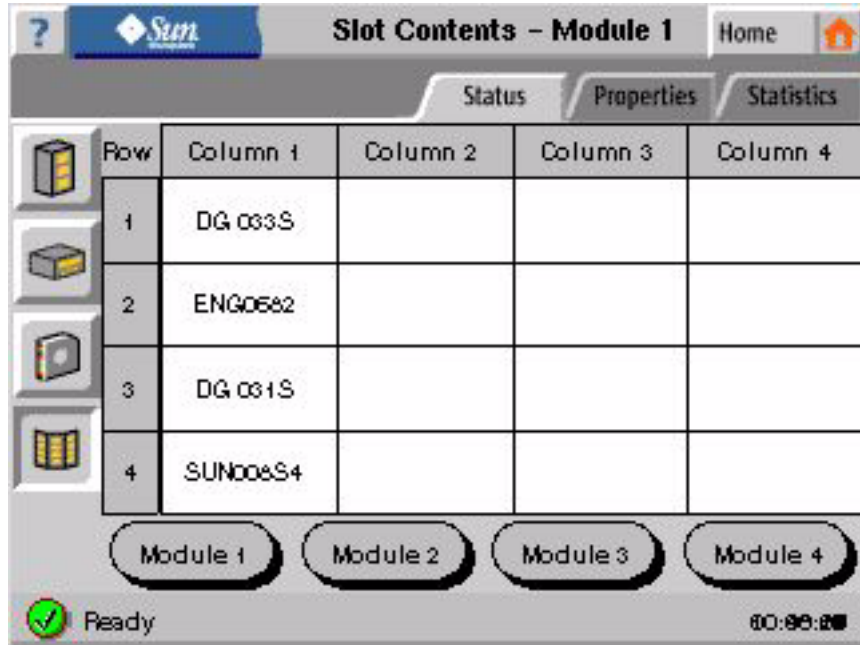 ?
Sun
Slot Contents – Module 1
Home
Status
Properties
Statistics
Row
Column 1
Column 2
Column 3
Column 4
1
DG 033S
2
ENG0582
3
DG 031S
4
SUN008S4
Module 1
Module 2
Module 3
Module 4
Ready